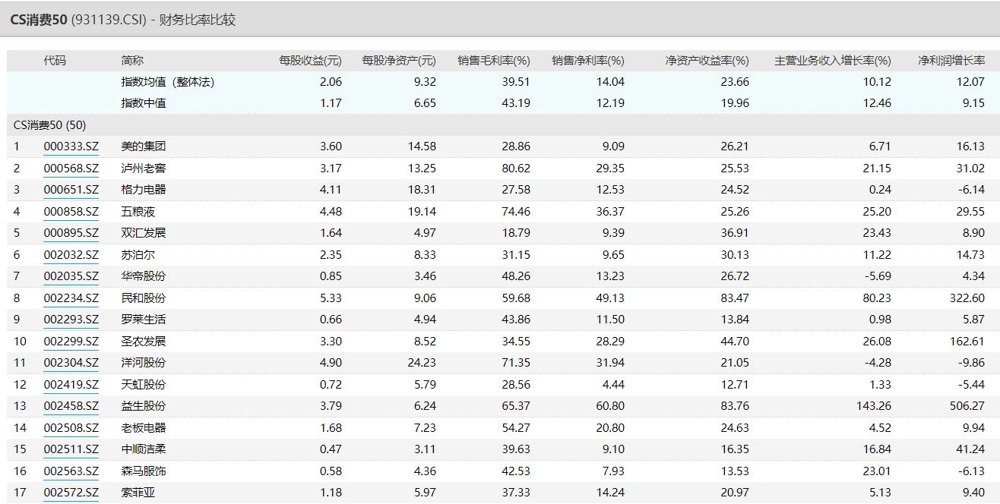 CS消费50 (931139.CSI) - 财务比率比较
代码 简称 每股收益(元) 每股净资产(元) 销售毛利率(%) 销售净利率(%) 净资产收益率(%) 主营业务收入增长率(%) 净利润增长率
指数均值（整体法） 2.06 9.32 39.51 14.04 23.66 10.12 12.07
指数中值 1.17 6.65 43.19 12.19 19.96 12.46 9.15
CS消费50 (50)
1 000333.SZ 美的集团 3.60 14.58 28.86 9.09 26.21 6.71 16.13
2 000568.SZ 泸州老窖 3.17 13.25 80.62 29.35 25.53 21.15 31.02
3 000651.SZ 格力电器 4.11 18.31 27.58 12.53 24.52 0.24 -6.14
4 000858.SZ 五粮液 4.48 19.14 74.46 36.37 25.26 25.20 29.55
5 000895.SZ 双汇发展 1.64 4.97 18.79 9.39 36.91 23.43 8.90
6 002032.SZ 苏泊尔 2.35 8.33 31.15 9.65 30.13 11.22 14.73
7 002035.SZ 华帝股份 0.85 3.46 48.26 13.23 26.72 -5.69 4.34
8 002234.SZ 民和股份 5.33 9.06 59.68 49.13 83.47 80.23 322.60
9 002293.SZ 罗莱生活 0.66 4.94 43.86 11.50 13.84 0.98 5.87
10 002299.SZ 圣农发展 3.30 8.52 34.55 28.29 44.70 26.08 162.61
11 002304.SZ 洋河股份 4.90 24.23 71.35 31.94 21.05 -4.28 -9.86
12 002419.SZ 天虹股份 0.72 5.79 28.56 4.44 12.71 1.33 -5.44
13 002458.SZ 益生股份 3.79 6.24 65.37 60.80 83.76 143.26 506.27
14 002508.SZ 老板电器 1.68 7.23 54.27 20.80 24.63 4.52 9.94
15 002511.SZ 中顺洁柔 0.47 3.11 39.63 9.10 16.35 16.84 41.24
16 002563.SZ 森马服饰 0.58 4.36 42.53 7.93 13.53 23.01 -6.13
17 002572.SZ 索菲亚 1.18 5.97 37.33 14.24 20.97 5.13 9.40